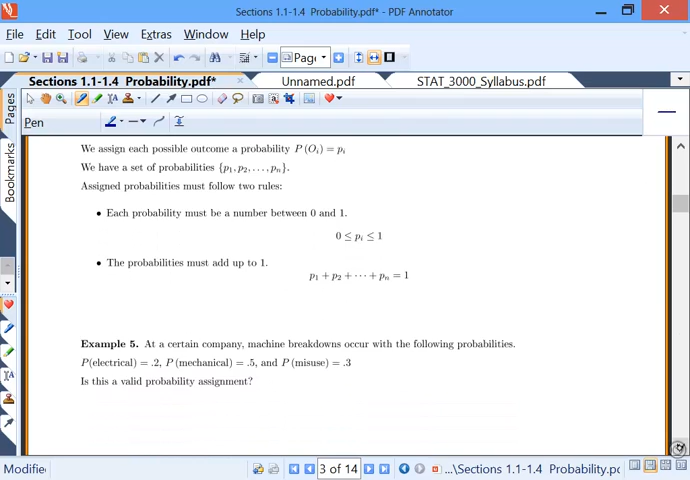 Sections 1.1-1.4 Probability.pdf* - PDF Annotator
File Edit Tool View Extras Window Help
Page
Sections 1.1-1.4 Probability.pdf* Unnamed.pdf STAT_3000_Syllabus.pdf
Pages
Bookmarks
Pen
We assign each possible outcome a probability P (Oᵢ) = pᵢ
We have a set of probabilities {p₁, p₂, . . . , pₙ}.
Assigned probabilities must follow two rules:
• Each probability must be a number between 0 and 1.
0 ≤ pᵢ ≤ 1
• The probabilities must add up to 1.
p₁ + p₂ + ··· + pₙ = 1
Example 5. At a certain company, machine breakdowns occur with the following probabilities.
P(electrical) = .2, P (mechanical) = .5, and P (misuse) = .3
Is this a valid probability assignment?
Modifie 3 of 14 ...\Sections 1.1-1.4 Probability.pc